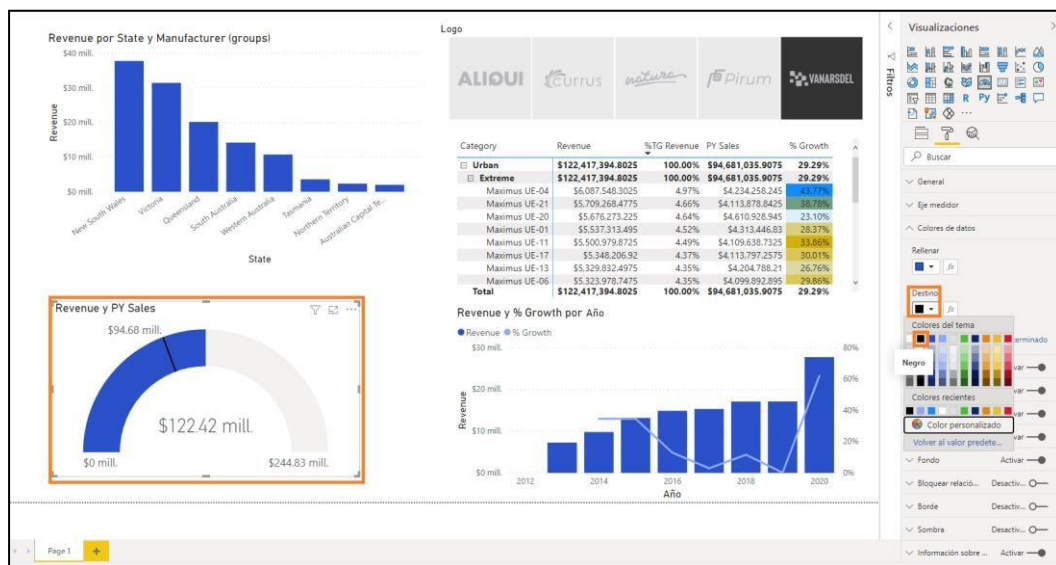 Revenue por State y Manufacturer (groups)
$40 mill.
$30 mill.
$20 mill.
$10 mill.
$0 mill.
Revenue
New South Wales
Victoria
Queensland
South Australia
Western Australia
Tasmania
Northern Territory
Australian Capital Te...
State
Logo
ALIQUI
Currus
natura
Pirum
VANARSDEL
Category Revenue %TG Revenue PY Sales % Growth
Urban $122,417,394.8025 100.00% $94,681,035.9075 29.29%
Extreme $122,417,394.8025 100.00% $94,681,035.9075 29.29%
Maximus UE-04 $6,087,548.3025 4.97% $4,234,258.245 43.77%
Maximus UE-21 $5,709,268.4775 4.66% $4,113,878.8425 38.78%
Maximus UE-20 $5,676,273.225 4.64% $4,610,928.945 23.10%
Maximus UE-01 $5,537,313.495 4.52% $4,313,446.83 28.37%
Maximus UE-11 $5,500,979.8725 4.49% $4,109,638.7325 33.86%
Maximus UE-17 $5,348,206.92 4.37% $4,113,797.2575 30.01%
Maximus UE-13 $5,329,832.4975 4.35% $4,204,788.21 26.76%
Maximus UE-06 $5,323,978.7475 4.35% $4,099,892.895 29.86%
Total $122,417,394.8025 100.00% $94,681,035.9075 29.29%
Revenue y PY Sales
$94.68 mill.
$122.42 mill.
$0 mill.
$244.83 mill.
Revenue y % Growth por Año
Revenue % Growth
$30 mill.
$20 mill.
$10 mill.
$0 mill.
Revenue
80%
60%
40%
20%
0%
2012 2014 2016 2018 2020
Año
Filtros
Visualizaciones
R Py
Buscar
General
Eje medidor
Colores de datos
Rellenar
fx
Destino
fx
Colores del tema
erminado
Negro
var
Colores recientes
var
var
Color personalizado
var
Volver al valor predete...
Fondo Activar
Bloquear relació... Desactiv...
Borde Desactiv...
Sombra Desactiv...
Información sobre ... Activar
Page 1
+